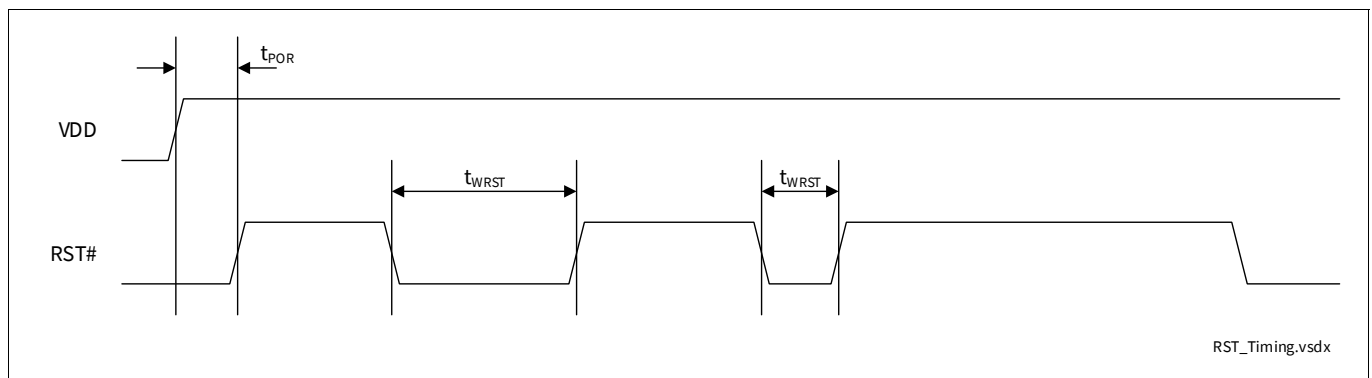 tPOR
VDD
tWRST
tWRST
RST#
RST_Timing.vsdx